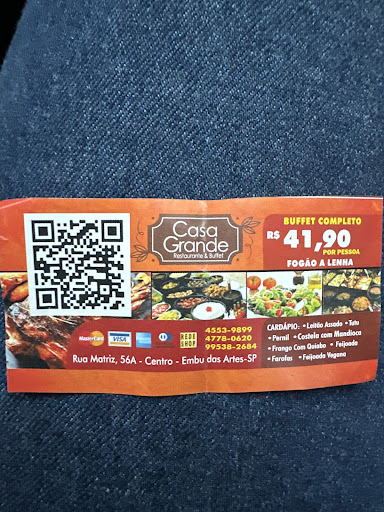 Casa
Grande
Restaurante & Buffet
BUFFET COMPLETO
R$ 41,90
POR PESSOA
FOGÃO A LENHA
MasterCard
VISA
REDE
SHOP
4553-9899
4778-0620
99538-2684
Rua Matriz, 56A - Centro - Embu das Artes-SP
CARDÁPIO: • Leitão Assado • Tutu
• Pernil • Costela com Mandioca
• Frango Com Quiabo • Feijoada
• Farofas • Feijoada Vegana